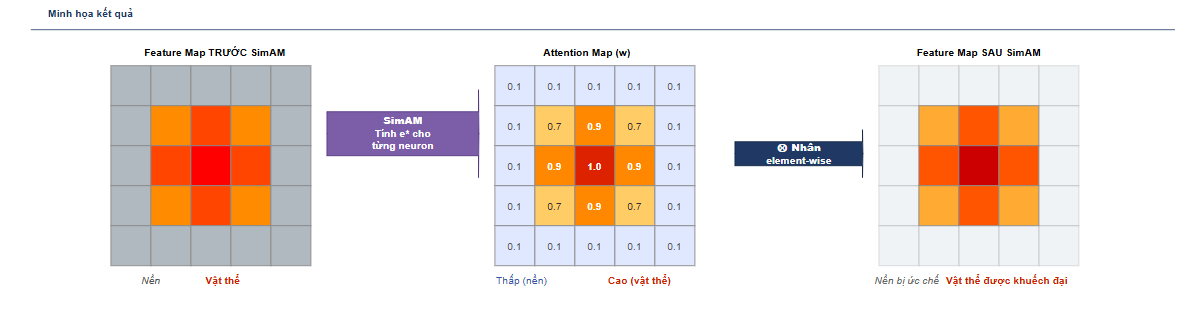 Minh họa kết quả
Feature Map TRƯỚC SimAM
Attention Map (w)
Feature Map SAU SimAM
SimAM
Tính e* cho
từng neuron
0.1 0.1 0.1 0.1 0.1
0.1 0.7 0.9 0.7 0.1
0.1 0.9 1.0 0.9 0.1
0.1 0.7 0.9 0.7 0.1
0.1 0.1 0.1 0.1 0.1
⊗ Nhân
element-wise
Nền
Vật thể
Thấp (nền)
Cao (vật thể)
Nền bị ức chế
Vật thể được khuếch đại